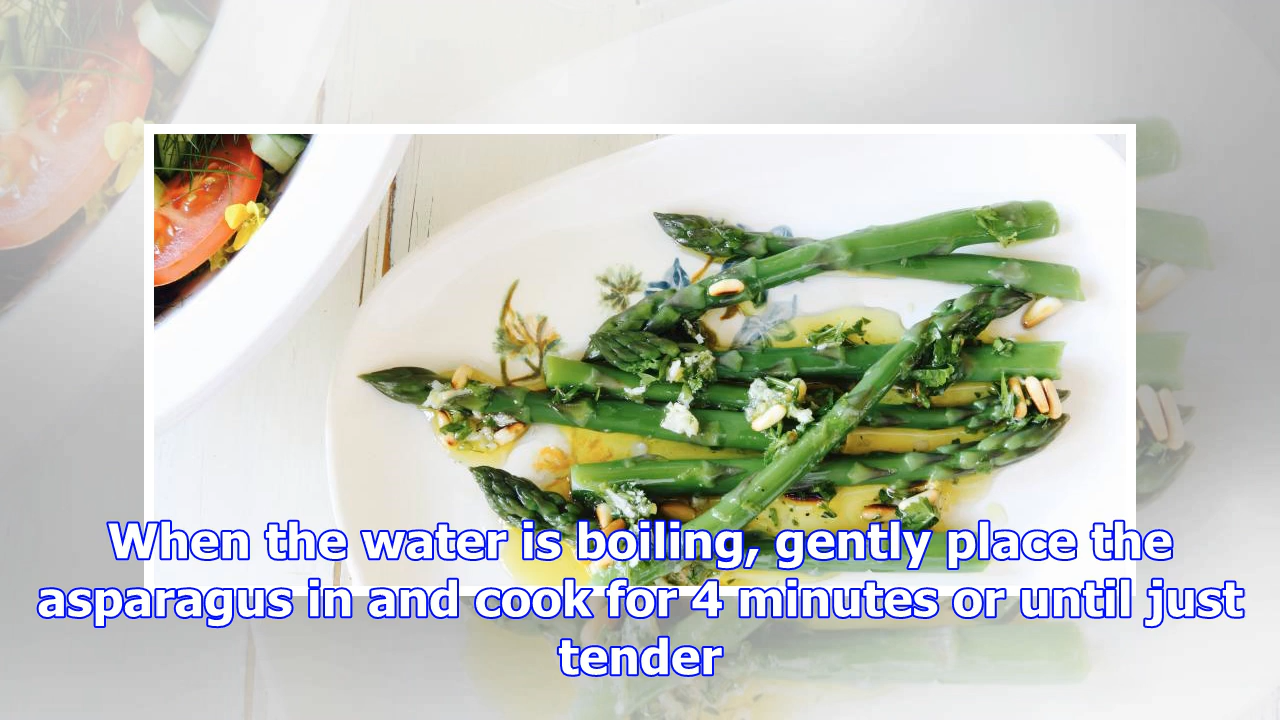 When the water is boiling, gently place the
asparagus in and cook for 4 minutes or until just
tender